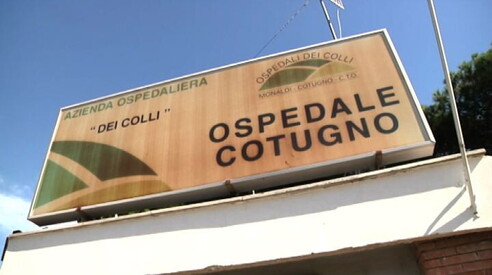 AZIENDA OSPEDALIERA
"DEI COLLI"
OSPEDALI DEI COLLI
MONALDI - COTUGNO - C.T.O.
OSPEDALE
COTUGNO